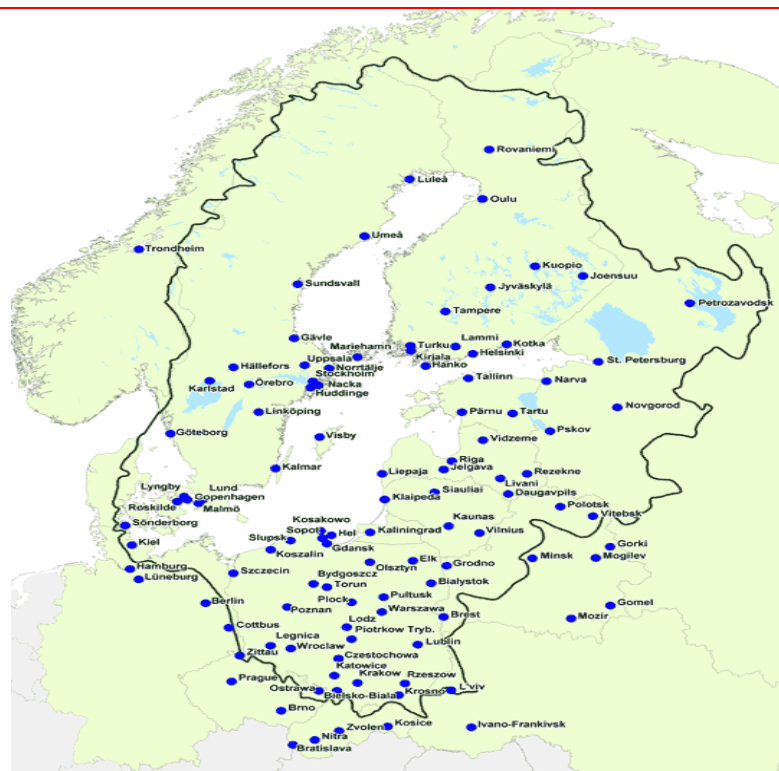 Rovaniemi
Luleå
Oulu
Umeå
Trondheim
Kuopio
Joensuu
Sundsvall
Jyväskylä
Petrozavodsk
Tampere
Gävle
Mariehamn
Turku
Lammi
Kotka
Kirjala
Helsinki
Uppsala
Norrtälje
Hanko
St. Petersburg
Hällefors
Stockholm
Tallinn
Narva
Karlstad
Örebro
Nacka
Huddinge
Linköping
Pärnu
Tartu
Novgorod
Göteborg
Visby
Vidzeme
Pskov
Kalmar
Riga
Liepaja
Jelgava
Rezekne
Livani
Lyngby
Lund
Siauliai
Daugavpils
Copenhagen
Klaipeda
Roskilde
Malmö
Polotsk
Vitebsk
Sönderborg
Kosakowo
Kaunas
Sopot
Hel
Kaliningrad
Vilnius
Slupsk
Gdansk
Kiel
Koszalin
Gorki
Minsk
Mogilev
Hamburg
Olsztyn
Elk
Grodno
Lüneburg
Szczecin
Bydgoszcz
Torun
Bialystok
Berlin
Plock
Pultusk
Poznan
Warszawa
Brest
Gomel
Mozir
Cottbus
Lodz
Piotrkow Tryb.
Legnica
Wroclaw
Lublin
Zittau
Czestochowa
Katowice
Prague
Krakow
Rzeszow
Ostrawa
Bielsko-Biala
Krosno
L'viv
Brno
Zvolen
Kosice
Ivano-Frankivsk
Nitra
Bratislava